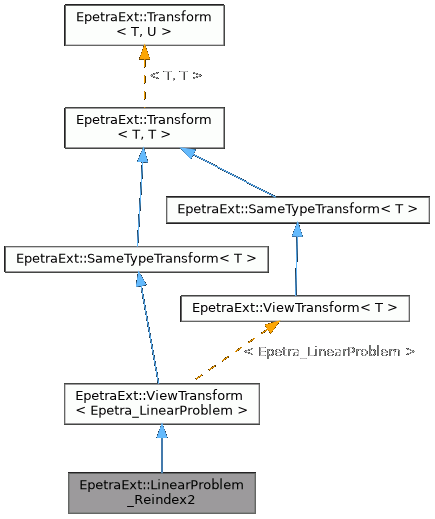 EpetraExt::Transform
< T, U >
< T, T >
EpetraExt::Transform
< T, T >
EpetraExt::SameTypeTransform< T >
EpetraExt::SameTypeTransform< T >
EpetraExt::ViewTransform< T >
< Epetra_LinearProblem >
EpetraExt::ViewTransform
< Epetra_LinearProblem >
EpetraExt::LinearProblem
_Reindex2